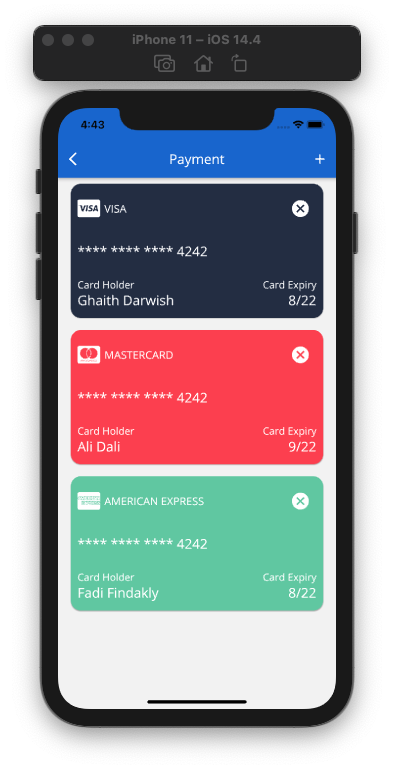 iPhone 11 – iOS 14.4
4:43
Payment
VISA VISA
**** **** **** 4242
Card Holder Card Expiry
Ghaith Darwish 8/22
MASTERCARD
**** **** **** 4242
Card Holder Card Expiry
Ali Dali 9/22
AMERICAN EXPRESS
**** **** **** 4242
Card Holder Card Expiry
Fadi Findakly 8/22